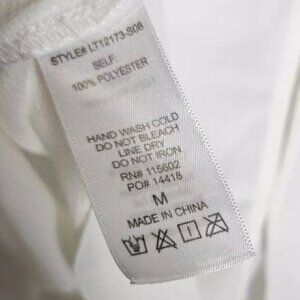 STYLE# LT12173-S08
SELF:
100% POLYESTER
HAND WASH COLD
DO NOT BLEACH
LINE DRY
DO NOT IRON
RN# 115602
PO# 14418
M
MADE IN CHINA